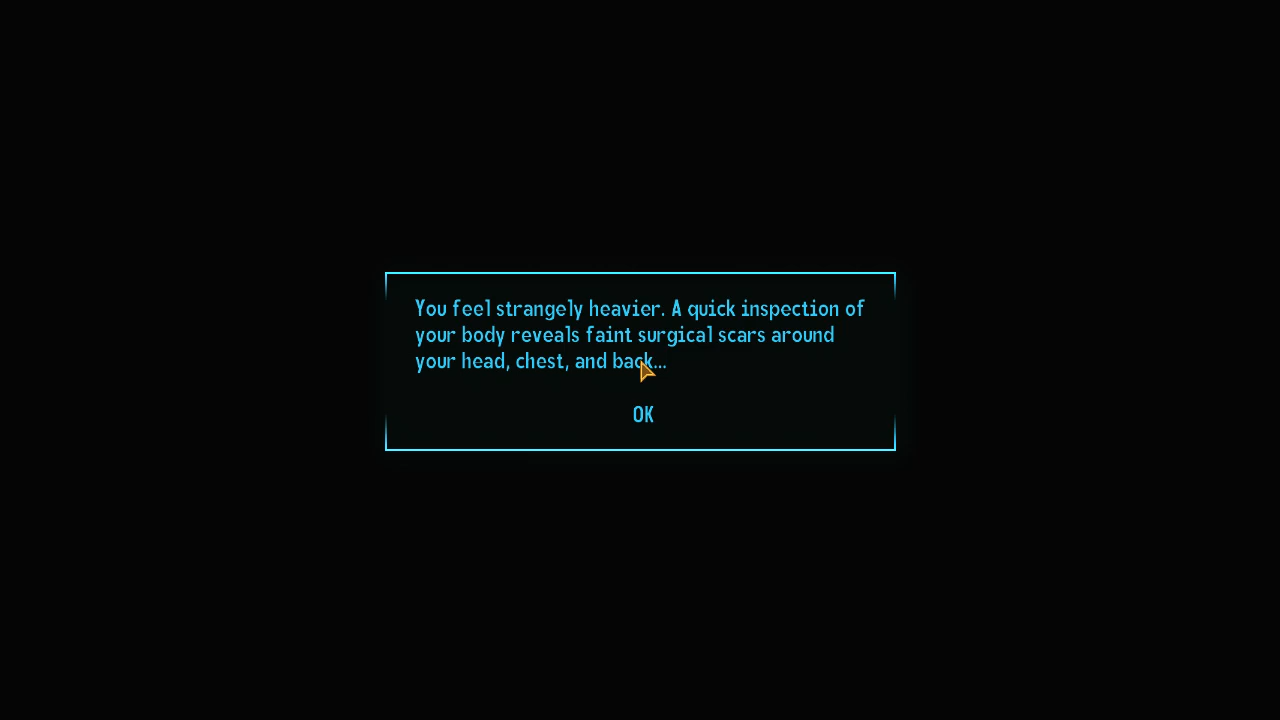 You feel strangely heavier. A quick inspection of
your body reveals faint surgical scars around
your head, chest, and back...
OK